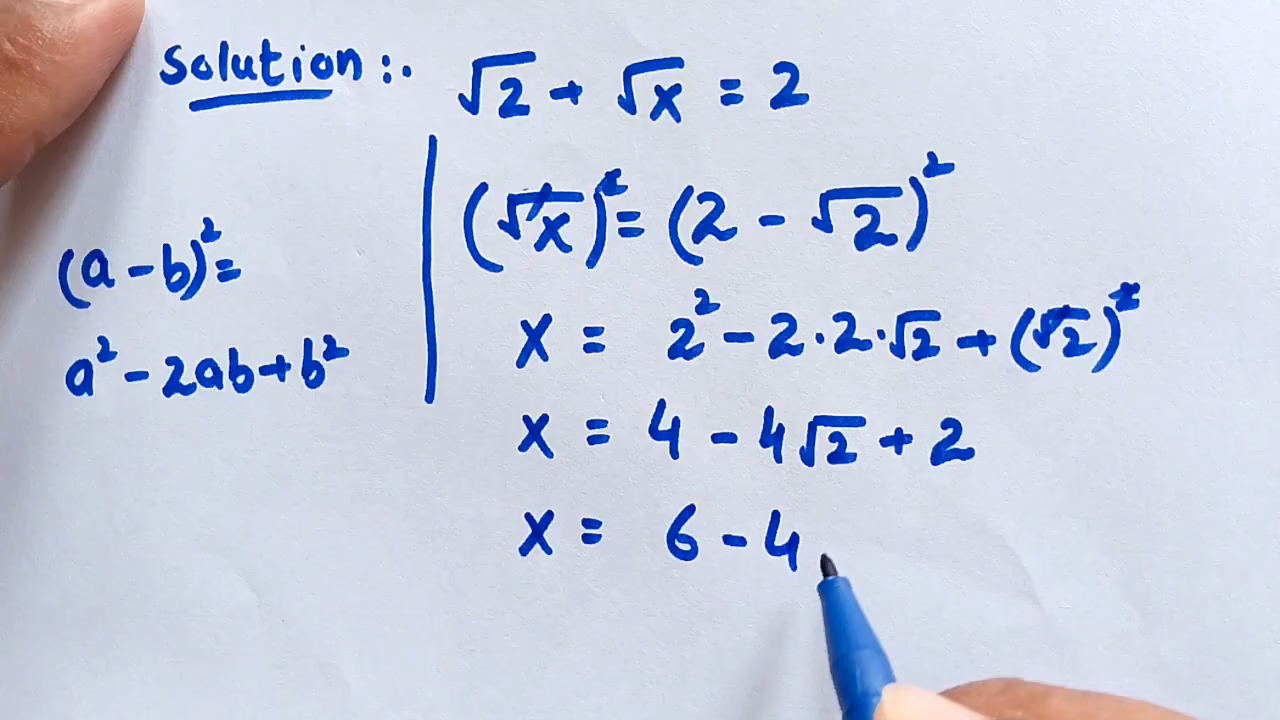 Solution :.
√2 + √x = 2
(a - b)² =
a² - 2ab + b²
(√x)² = (2 - √2)²
x = 2² - 2·2·√2 + (√2)²
x = 4 - 4√2 + 2
x = 6 - 4